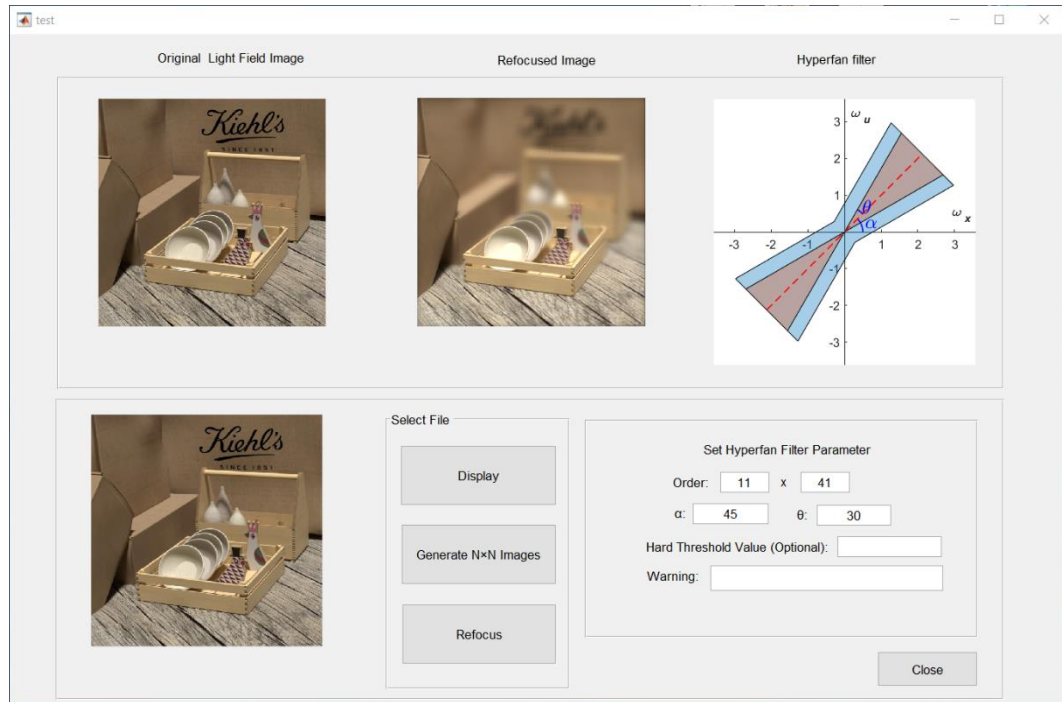 test
Original Light Field Image
Refocused Image
Hyperfan filter
Kiehl's
SINCE 1851
ω u
3
2
1
θ
α
ω x
-3 -2 -1 1 2 3
-1
-2
-3
Kiehl's
SINCE 1851
Select File
Display
Generate N×N Images
Refocus
Set Hyperfan Filter Parameter
Order: 11 x 41
α: 45 θ: 30
Hard Threshold Value (Optional):
Warning:
Close